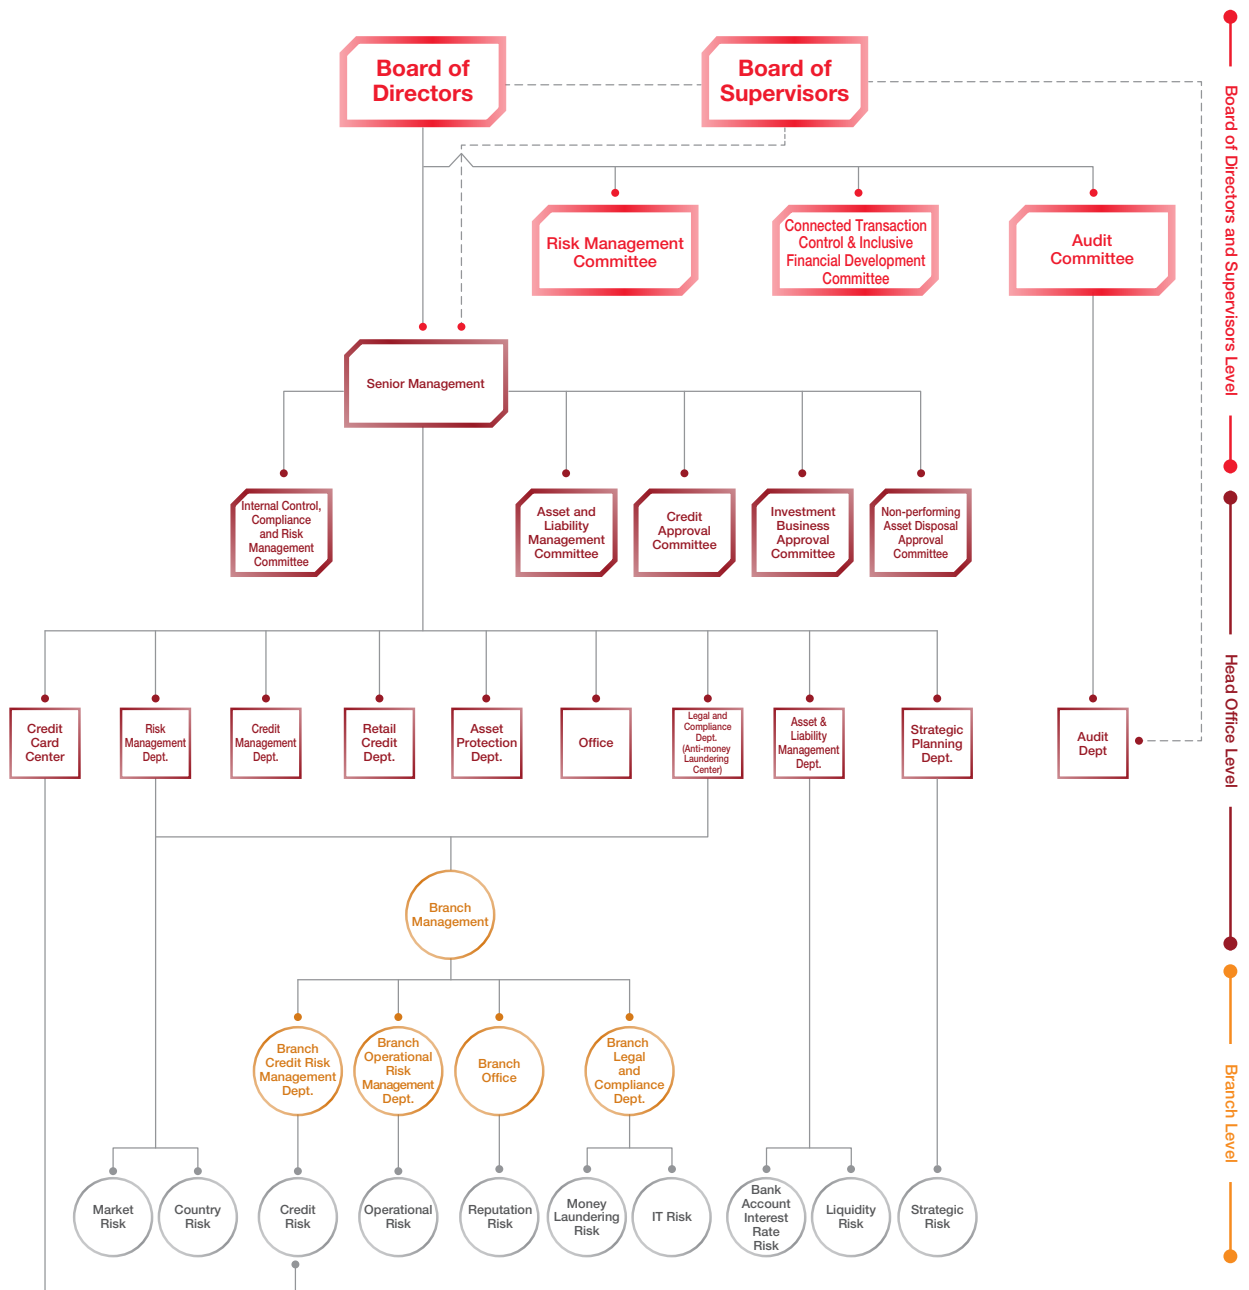 Board of
Directors
Board of
Supervisors
Risk Management
Committee
Connected Transaction
Control & Inclusive
Financial Development
Committee
Audit
Committee
Board of Directors and Supervisors Level
Senior Management
Internal Control,
Compliance
and Risk
Management
Committee
Asset and
Liability
Management
Committee
Credit
Approval
Committee
Investment
Business
Approval
Committee
Non-performing
Asset Disposal
Approval
Committee
Head Office Level
Credit
Card
Center
Risk
Management
Dept.
Credit
Management
Dept.
Retail
Credit
Dept.
Asset
Protection
Dept.
Office
Legal and
Compliance
Dept.
(Anti-money
Laundering
Center)
Asset &
Liability
Management
Dept.
Strategic
Planning
Dept.
Audit
Dept
Branch
Management
Branch
Credit Risk
Management
Dept.
Branch
Operational
Risk
Management
Dept.
Branch
Office
Branch
Legal
and
Compliance
Dept.
Branch Level
Market
Risk
Country
Risk
Credit
Risk
Operational
Risk
Reputation
Risk
Money
Laundering
Risk
IT Risk
Bank
Account
Interest
Rate
Risk
Liquidity
Risk
Strategic
Risk